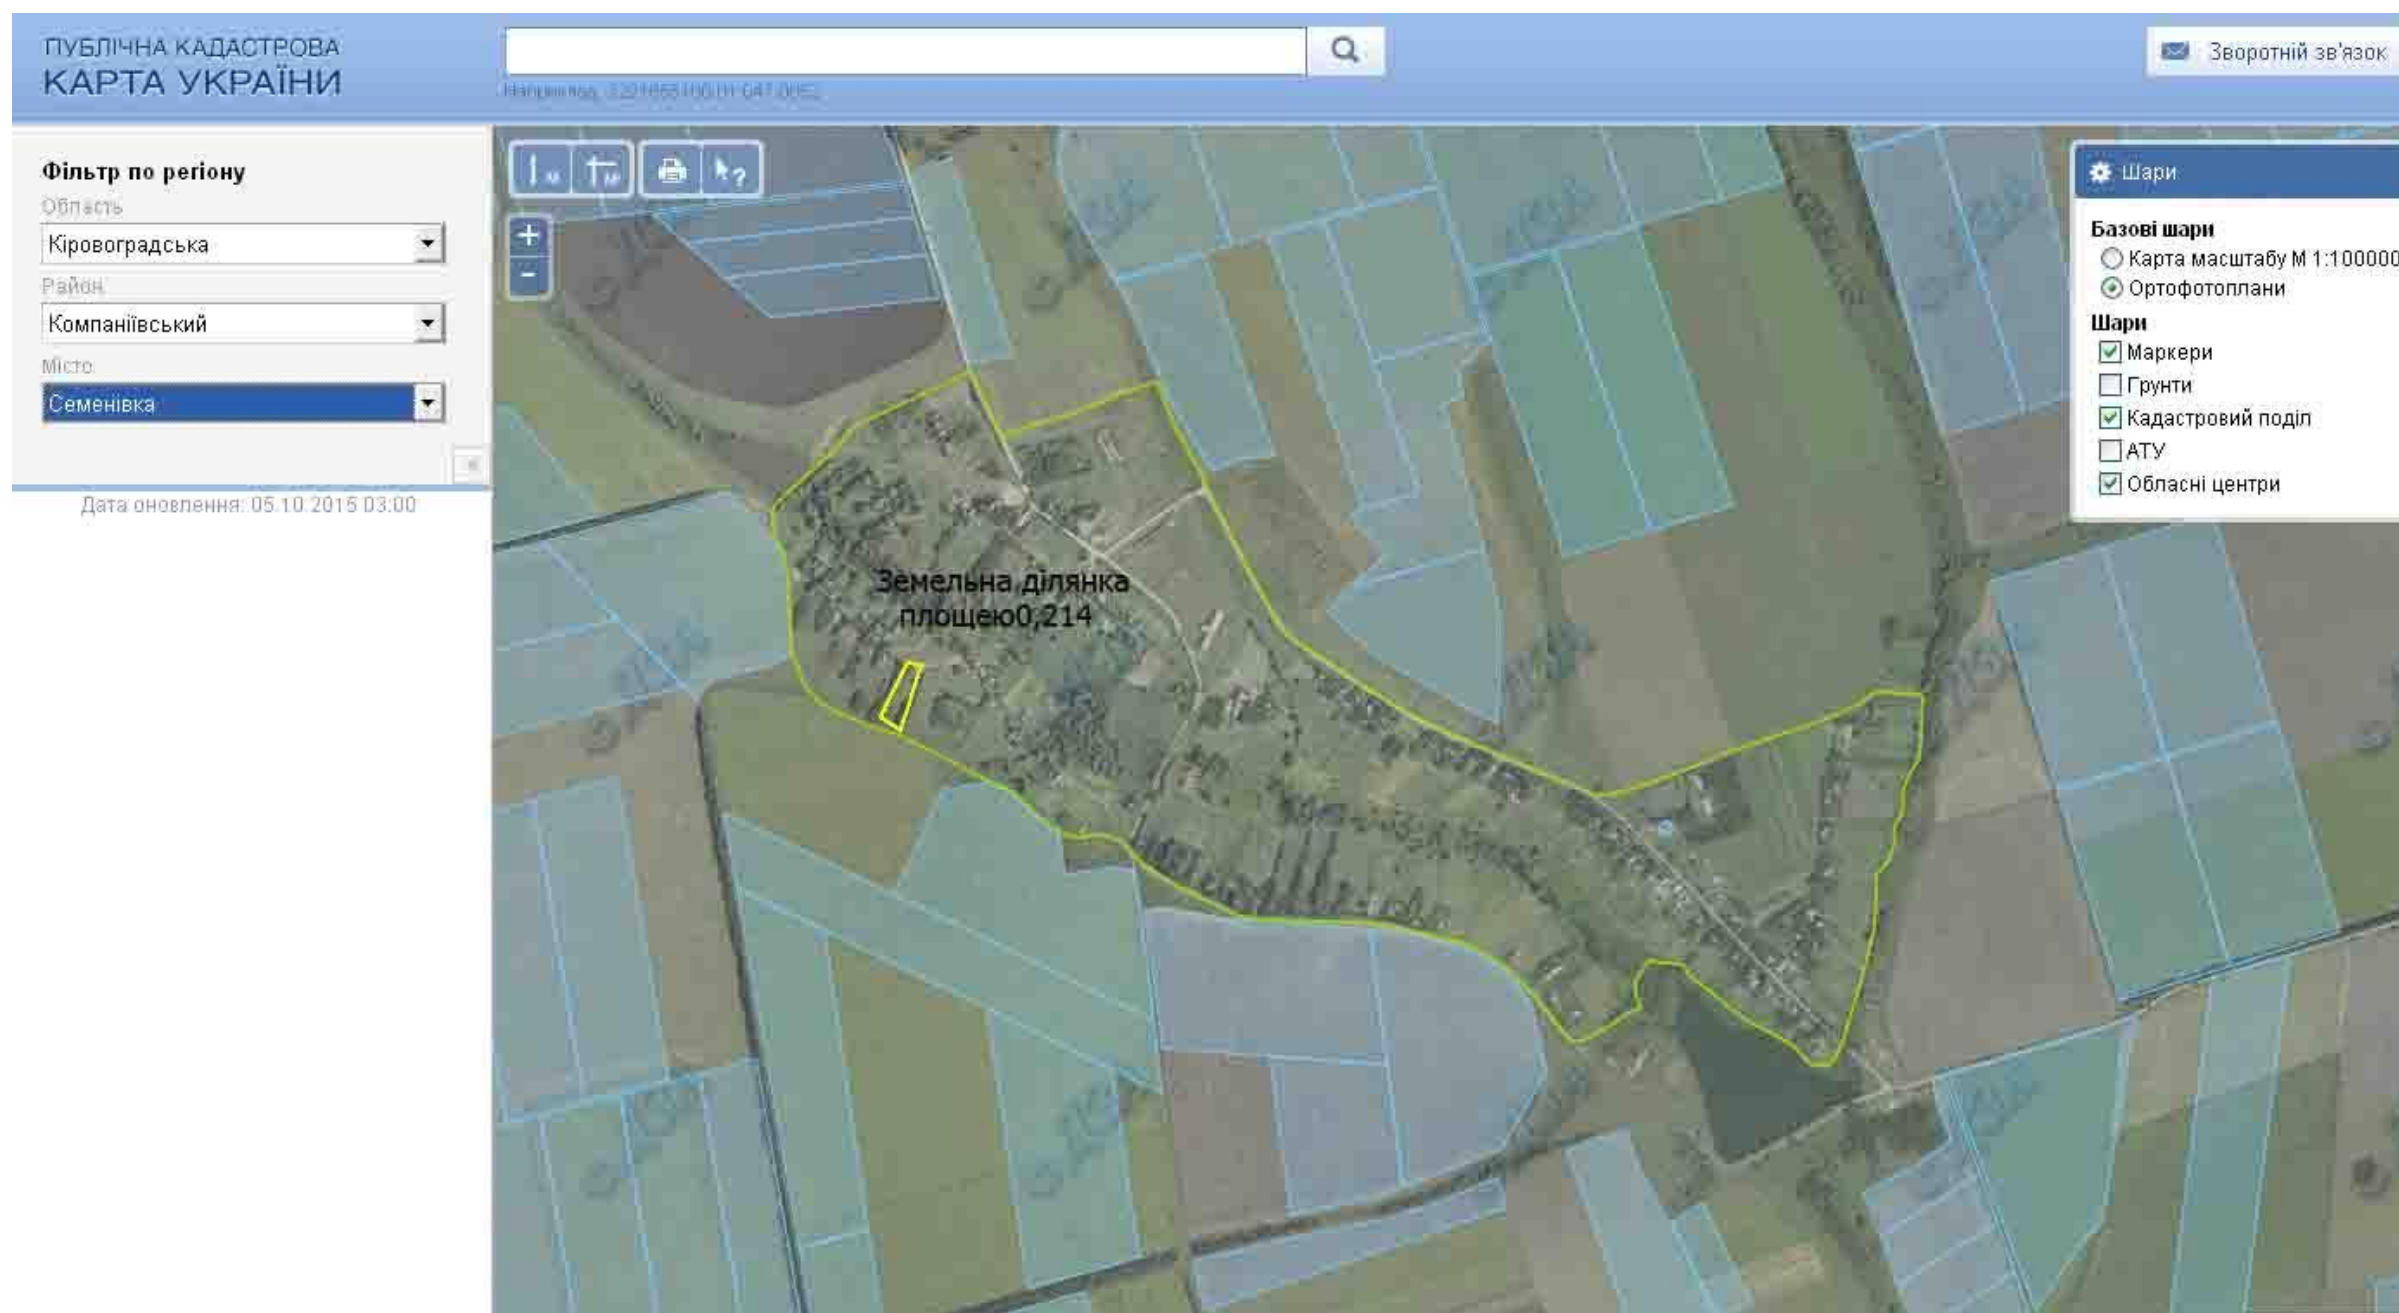 ПУБЛІЧНА КАДАСТРОВА
КАРТА УКРАЇНИ
Зворотній зв'язок
Фільтр по регіону
Область
Кіровоградська
Район
Компаніївський
Місто
Семенівка
Дата оновлення: 05.10.2015 03:00
Шари
Базові шари
Карта масштабу М 1:100000
Ортофотоплани
Шари
Маркери
Грунти
Кадастровий поділ
АТУ
Обласні центри
Земельна ділянка
площею0,214